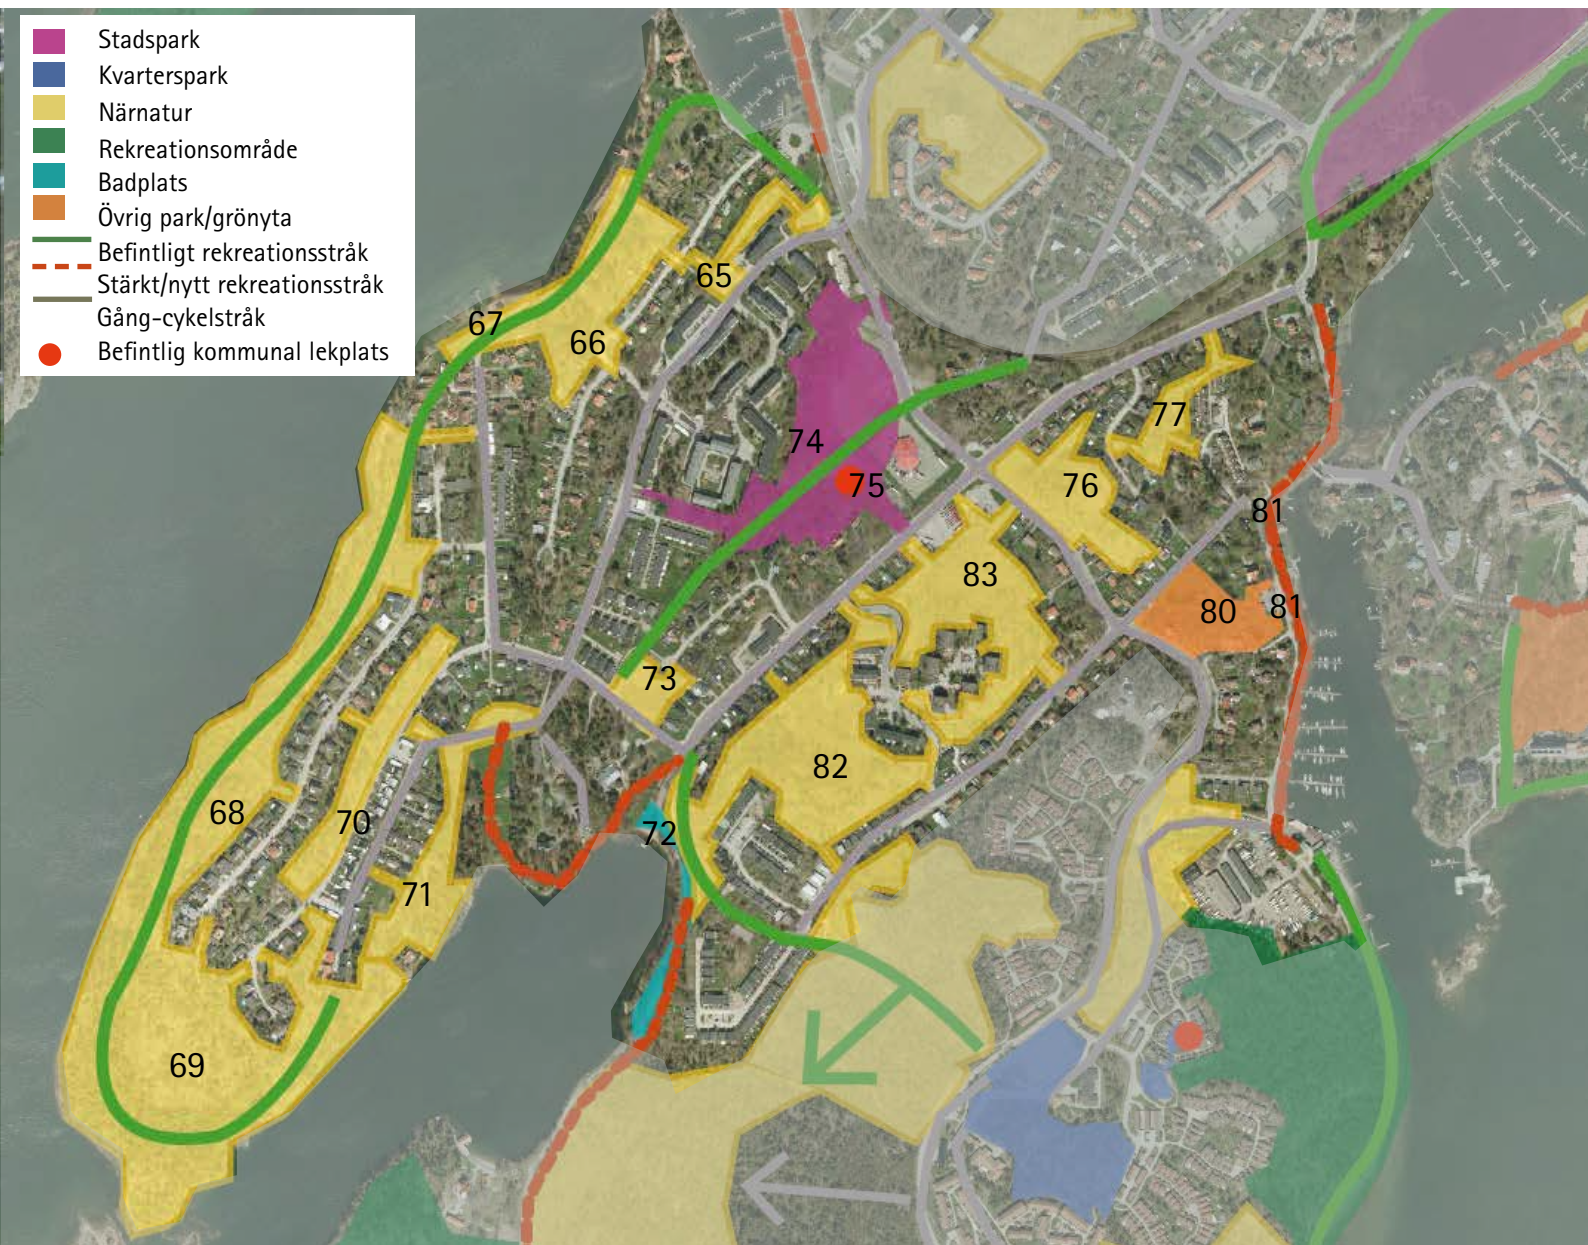 Stadspark
Kvarterspark
Närnatur
Rekreationsområde
Badplats
Övrig park/grönyta
Befintligt rekreationsstråk
Stärkt/nytt rekreationsstråk
Gång-cykelstråk
Befintlig kommunal lekplats
65
67
66
77
74
75
76
81
83
80
81
73
82
68
70
72
71
69